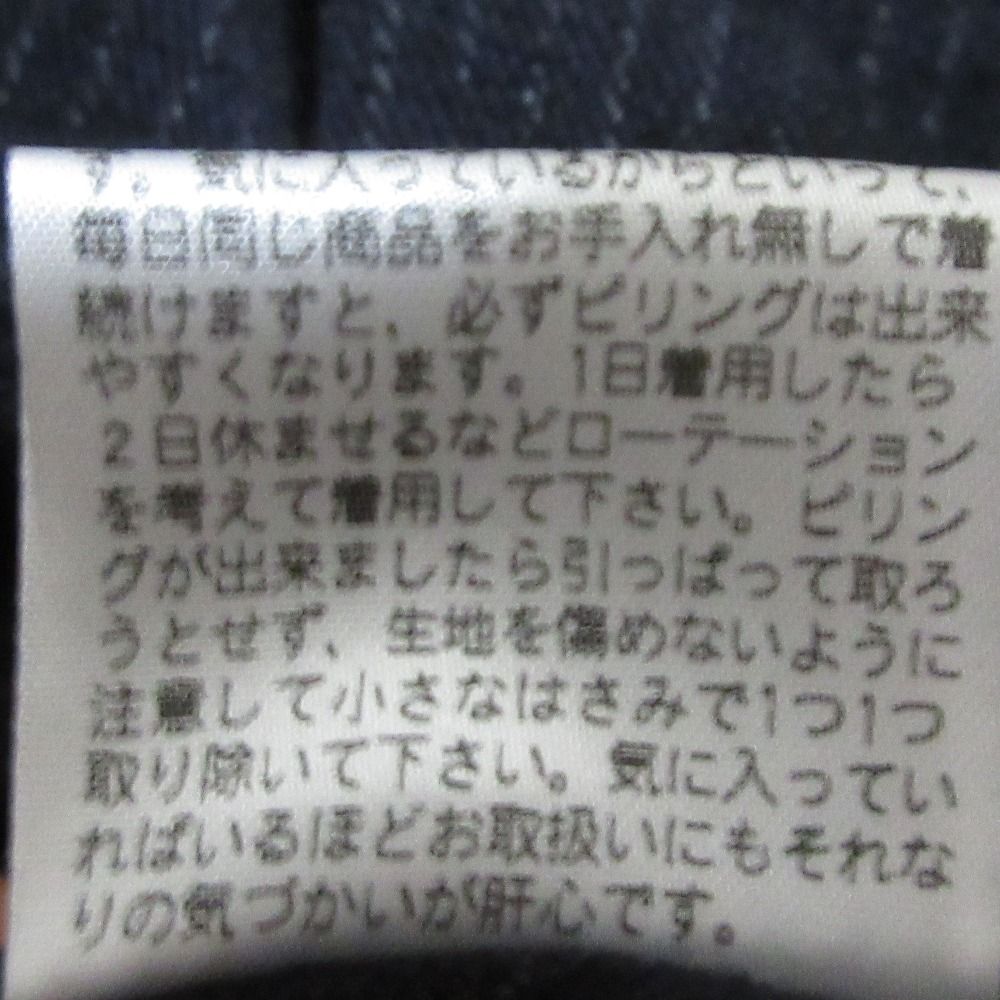 す。気に入っているからといって、
毎日同じ商品をお手入れ無しで着
続けますと、必ずピリングは出来
やすくなります。1日着用したら
2日休ませるなどローテーション
を考えて着用して下さい。ピリン
グが出来ましたら引っぱって取ろ
うとせず、生地を傷めないように
注意して小さなはさみで1つ1つ
取り除いて下さい。気に入ってい
ればいるほどお取扱いにもそれな
りの気づかいが肝心です。